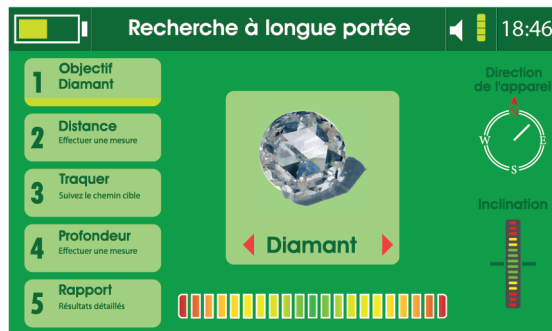 Recherche à longue portée
18:46
1 Objectif
Diamant
2 Distance
Effectuer une mesure
3 Traquer
Suivez le chemin cible
4 Profondeur
Effectuer une mesure
5 Rapport
Résultats détaillés
Diamant
Direction
de l'appareil
N
W
E
S
Inclination